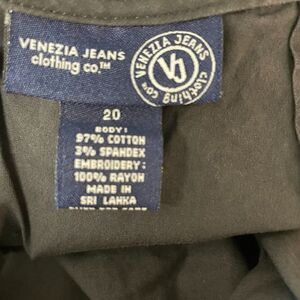 VENEZIA JEANS
clothing co.™
VENEZIA JEANS
VJ
clothing co™
20
BODY:
97% COTTON
3% SPANDEX
EMBROIDERY:
100% RAYON
MADE IN
SRI LANKA